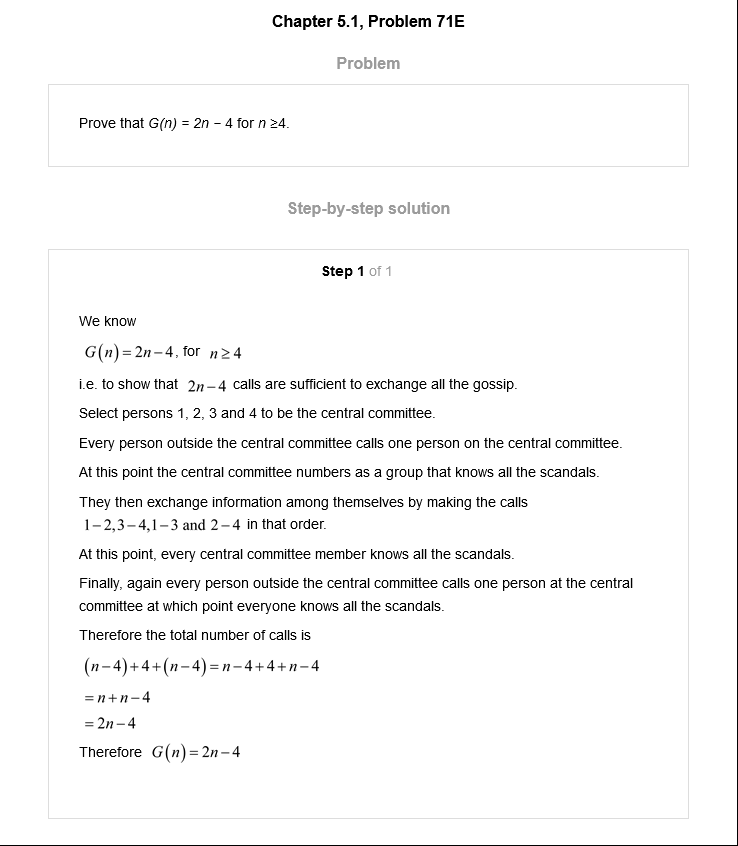 Chapter 5.1, Problem 71E
Problem
Prove that G(n) = 2n − 4 for n ≥4.
Step-by-step solution
Step 1 of 1
We know
G(n)=2n−4, for n≥4
i.e. to show that 2n−4 calls are sufficient to exchange all the gossip.
Select persons 1, 2, 3 and 4 to be the central committee.
Every person outside the central committee calls one person on the central committee.
At this point the central committee numbers as a group that knows all the scandals.
They then exchange information among themselves by making the calls
1−2,3−4,1−3 and 2−4 in that order.
At this point, every central committee member knows all the scandals.
Finally, again every person outside the central committee calls one person at the central
committee at which point everyone knows all the scandals.
Therefore the total number of calls is
(n−4)+4+(n−4)=n−4+4+n−4
=n+n−4
=2n−4
Therefore G(n)=2n−4